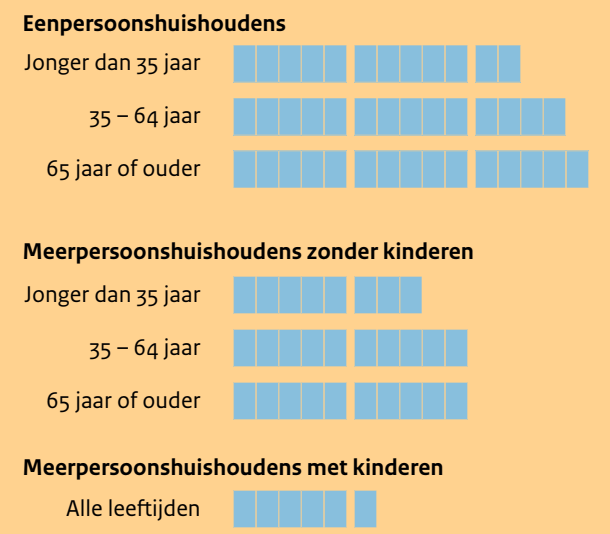 Eenpersoonshuishoudens
Jonger dan 35 jaar
35 – 64 jaar
65 jaar of ouder
Meerpersoonshuishoudens zonder kinderen
Jonger dan 35 jaar
35 – 64 jaar
65 jaar of ouder
Meerpersoonshuishoudens met kinderen
Alle leeftijden